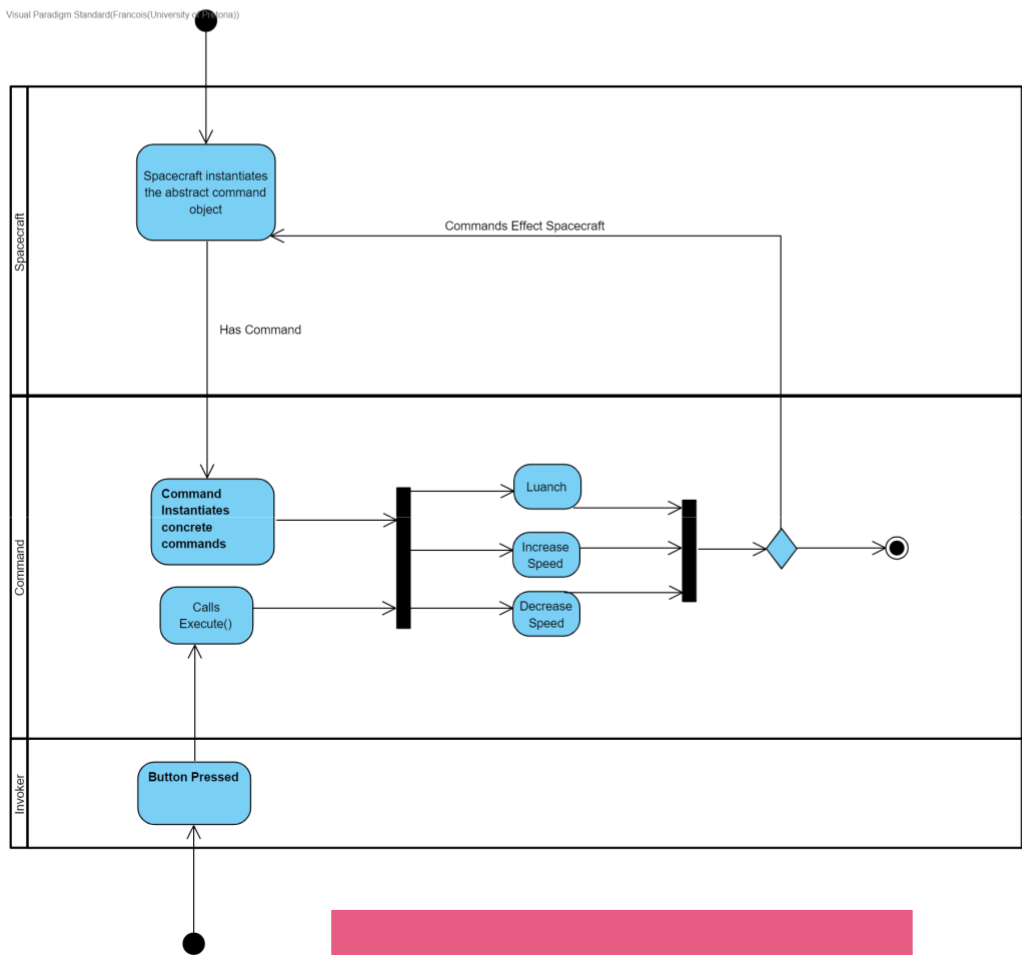 Visual Paradigm Standard(Francois(University of Pretoria))
Spacecraft
Spacecraft instantiates
the abstract command
object
Commands Effect Spacecraft
Has Command
Command
Command
Instantiates
concrete
commands
Luanch
Increase
Speed
Calls
Execute()
Decrease
Speed
Invoker
Button Pressed